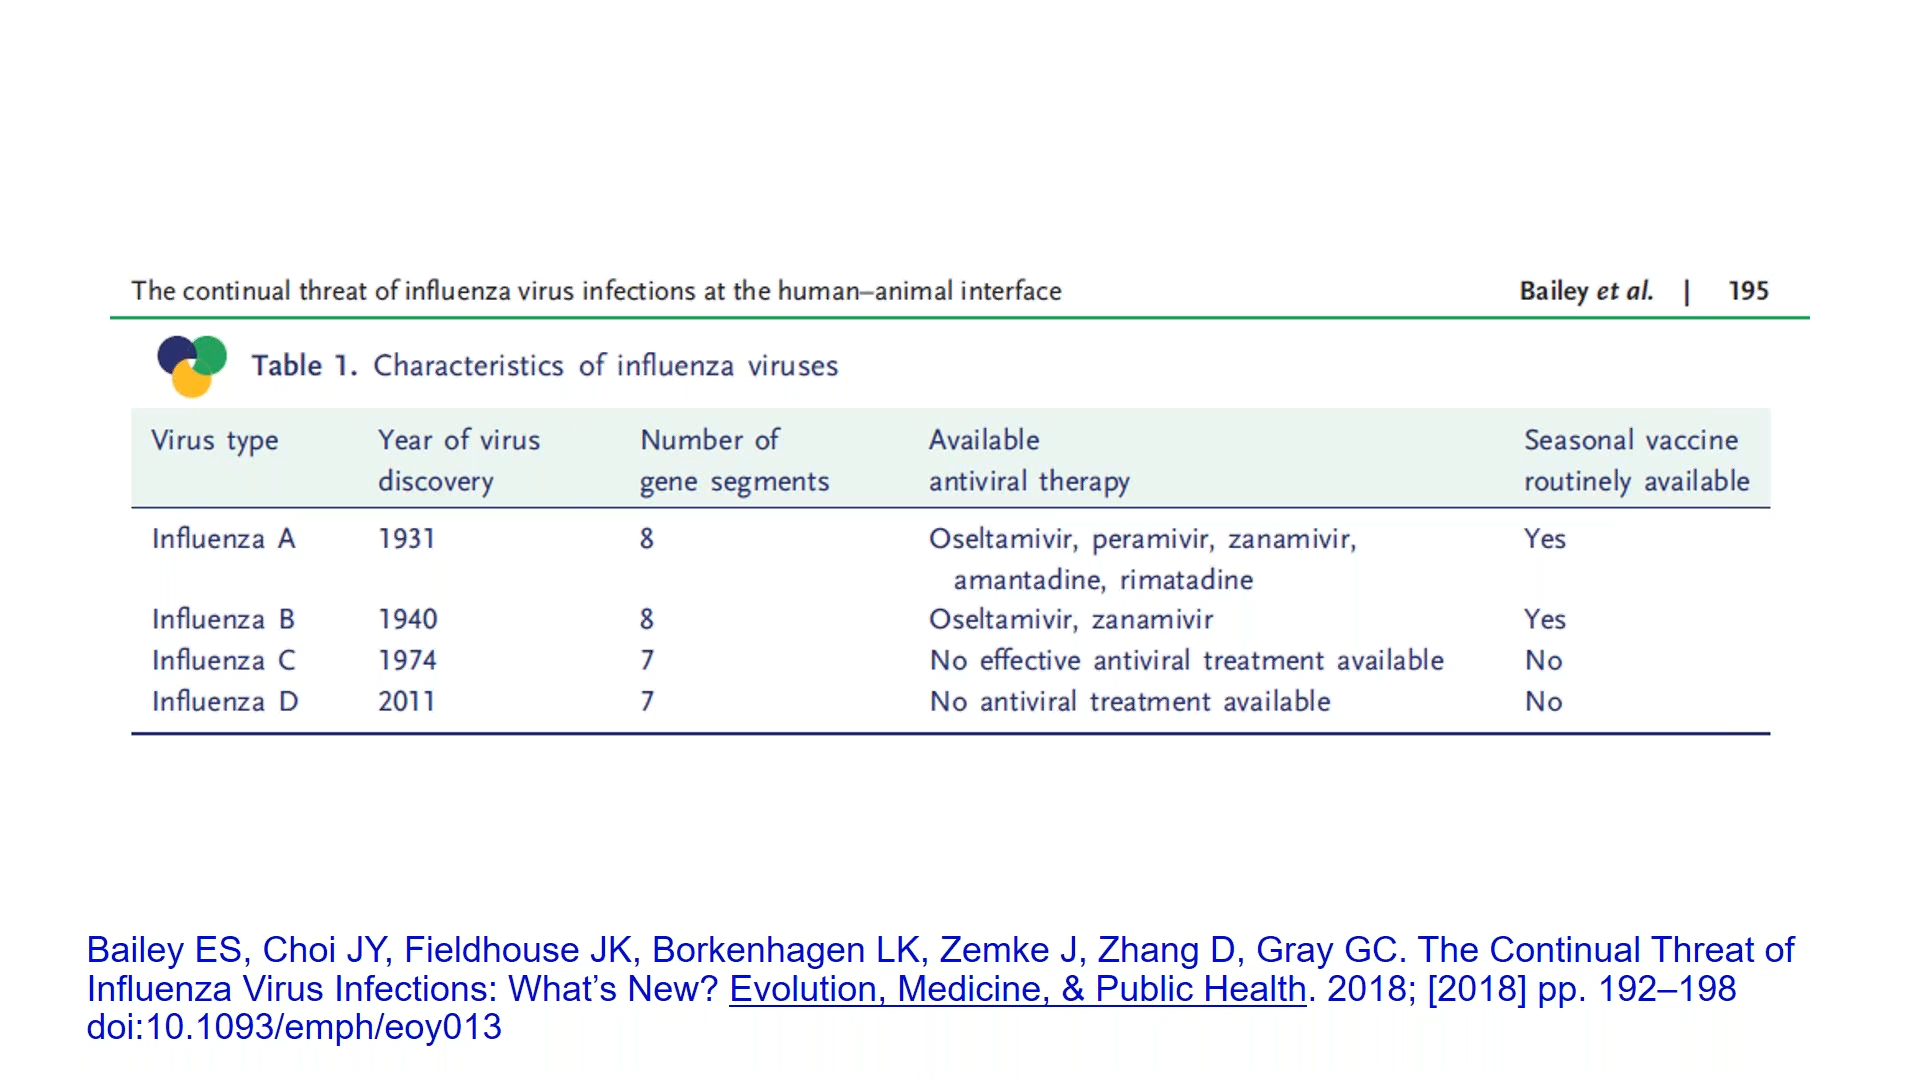 The continual threat of influenza virus infections at the human–animal interface Bailey et al. | 195
Table 1. Characteristics of influenza viruses
Virus type Year of virus discovery Number of gene segments Available antiviral therapy Seasonal vaccine routinely available
Influenza A 1931 8 Oseltamivir, peramivir, zanamivir, amantadine, rimatadine Yes
Influenza B 1940 8 Oseltamivir, zanamivir Yes
Influenza C 1974 7 No effective antiviral treatment available No
Influenza D 2011 7 No antiviral treatment available No
Bailey ES, Choi JY, Fieldhouse JK, Borkenhagen LK, Zemke J, Zhang D, Gray GC. The Continual Threat of
Influenza Virus Infections: What’s New? Evolution, Medicine, & Public Health. 2018; [2018] pp. 192–198
doi:10.1093/emph/eoy013